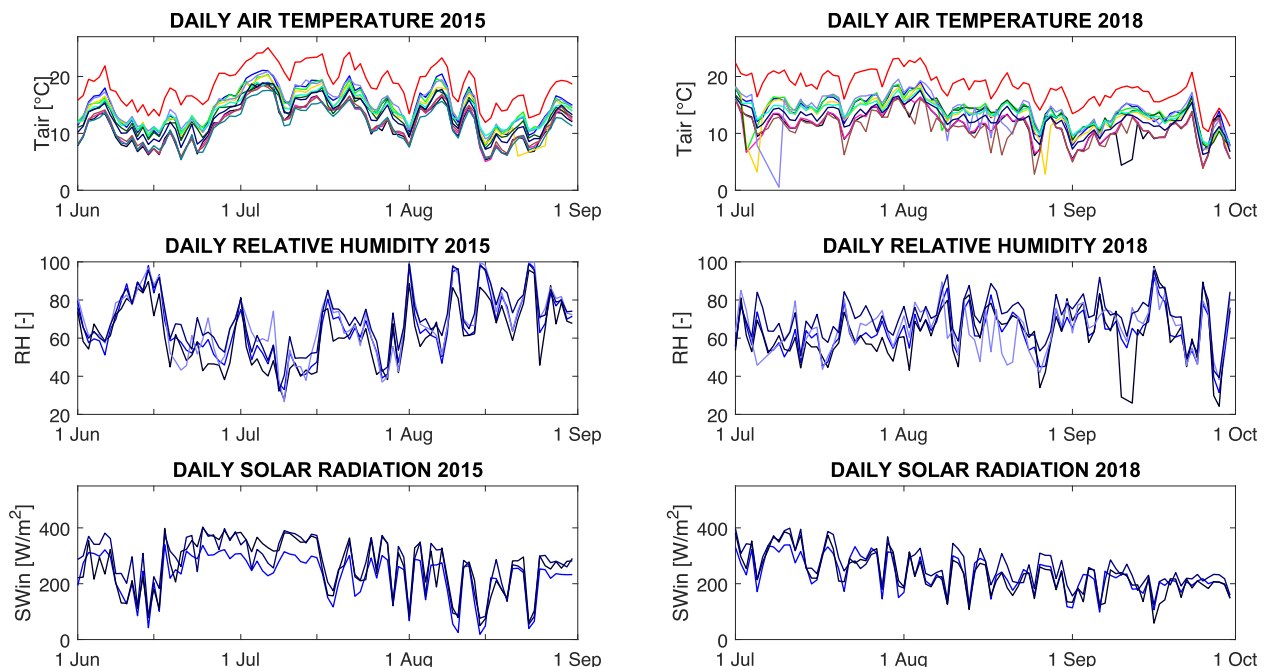 DAILY AIR TEMPERATURE 2015
Tair [°C]
20
10
0
1 Jun
1 Jul
1 Aug
1 Sep
DAILY AIR TEMPERATURE 2018
Tair [°C]
20
10
0
1 Jul
1 Aug
1 Sep
1 Oct
DAILY RELATIVE HUMIDITY 2015
RH [-]
100
80
60
40
20
1 Jun
1 Jul
1 Aug
1 Sep
DAILY RELATIVE HUMIDITY 2018
RH [-]
100
80
60
40
20
1 Jul
1 Aug
1 Sep
1 Oct
DAILY SOLAR RADIATION 2015
SWin [W/m²]
400
200
0
1 Jun
1 Jul
1 Aug
1 Sep
DAILY SOLAR RADIATION 2018
SWin [W/m²]
400
200
0
1 Jul
1 Aug
1 Sep
1 Oct